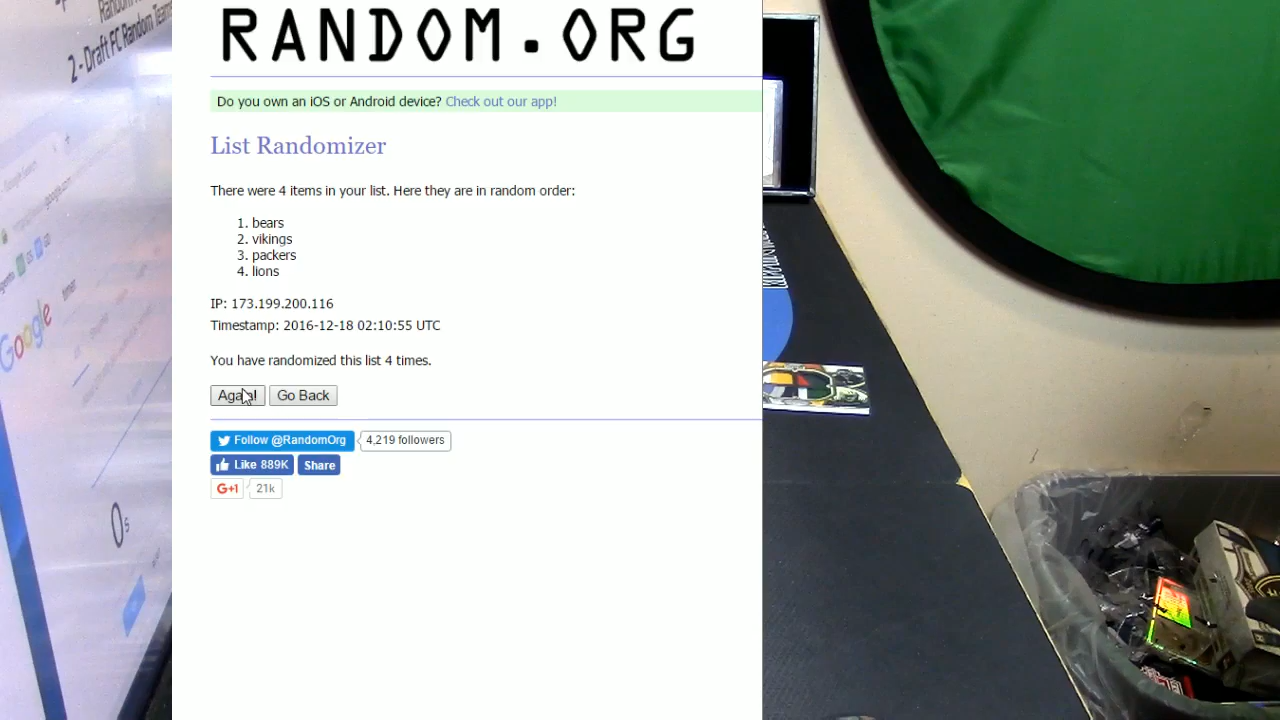 2 - Draft FC Random Teams
Google
RANDOM.ORG
Do you own an iOS or Android device? Check out our app!
List Randomizer
There were 4 items in your list. Here they are in random order:
1. bears
2. vikings
3. packers
4. lions
IP: 173.199.200.116
Timestamp: 2016-12-18 02:10:55 UTC
You have randomized this list 4 times.
Again! Go Back
Follow @RandomOrg 4,219 followers
Like 889K Share
G+1 21k
0s